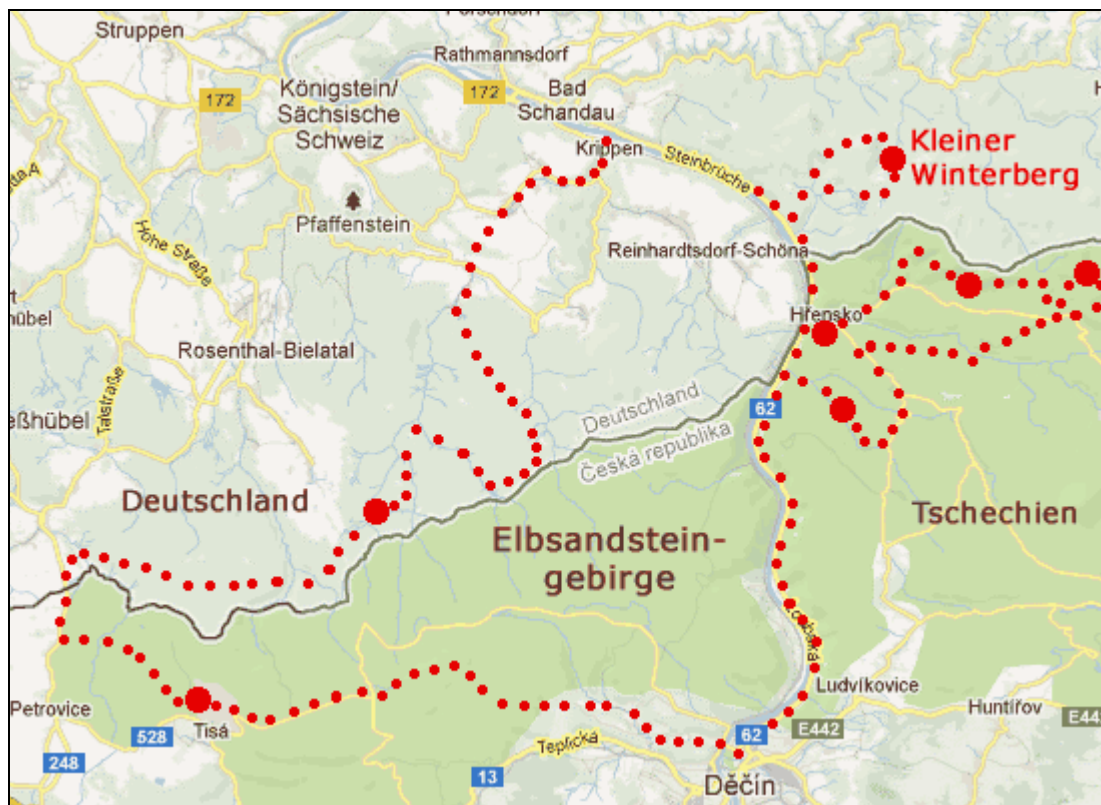 Struppen
Rathmannsdorf
172
Königstein/
Sächsische
Schweiz
172
Bad
Schandau
Krippen
Steinbrüche
Kleiner
Winterberg
Pfaffenstein
Hohe Straße
Reinhardtsdorf-Schöna
Hřensko
Rosenthal-Bielatal
Talstraße
Deutschland
62
Česká republika
Deutschland
Elbsandstein-
gebirge
Tschechien
Ludvíkovice
Petrovice
Tisá
Huntířov
528
248
Teplická
62
E442
13
Děčín